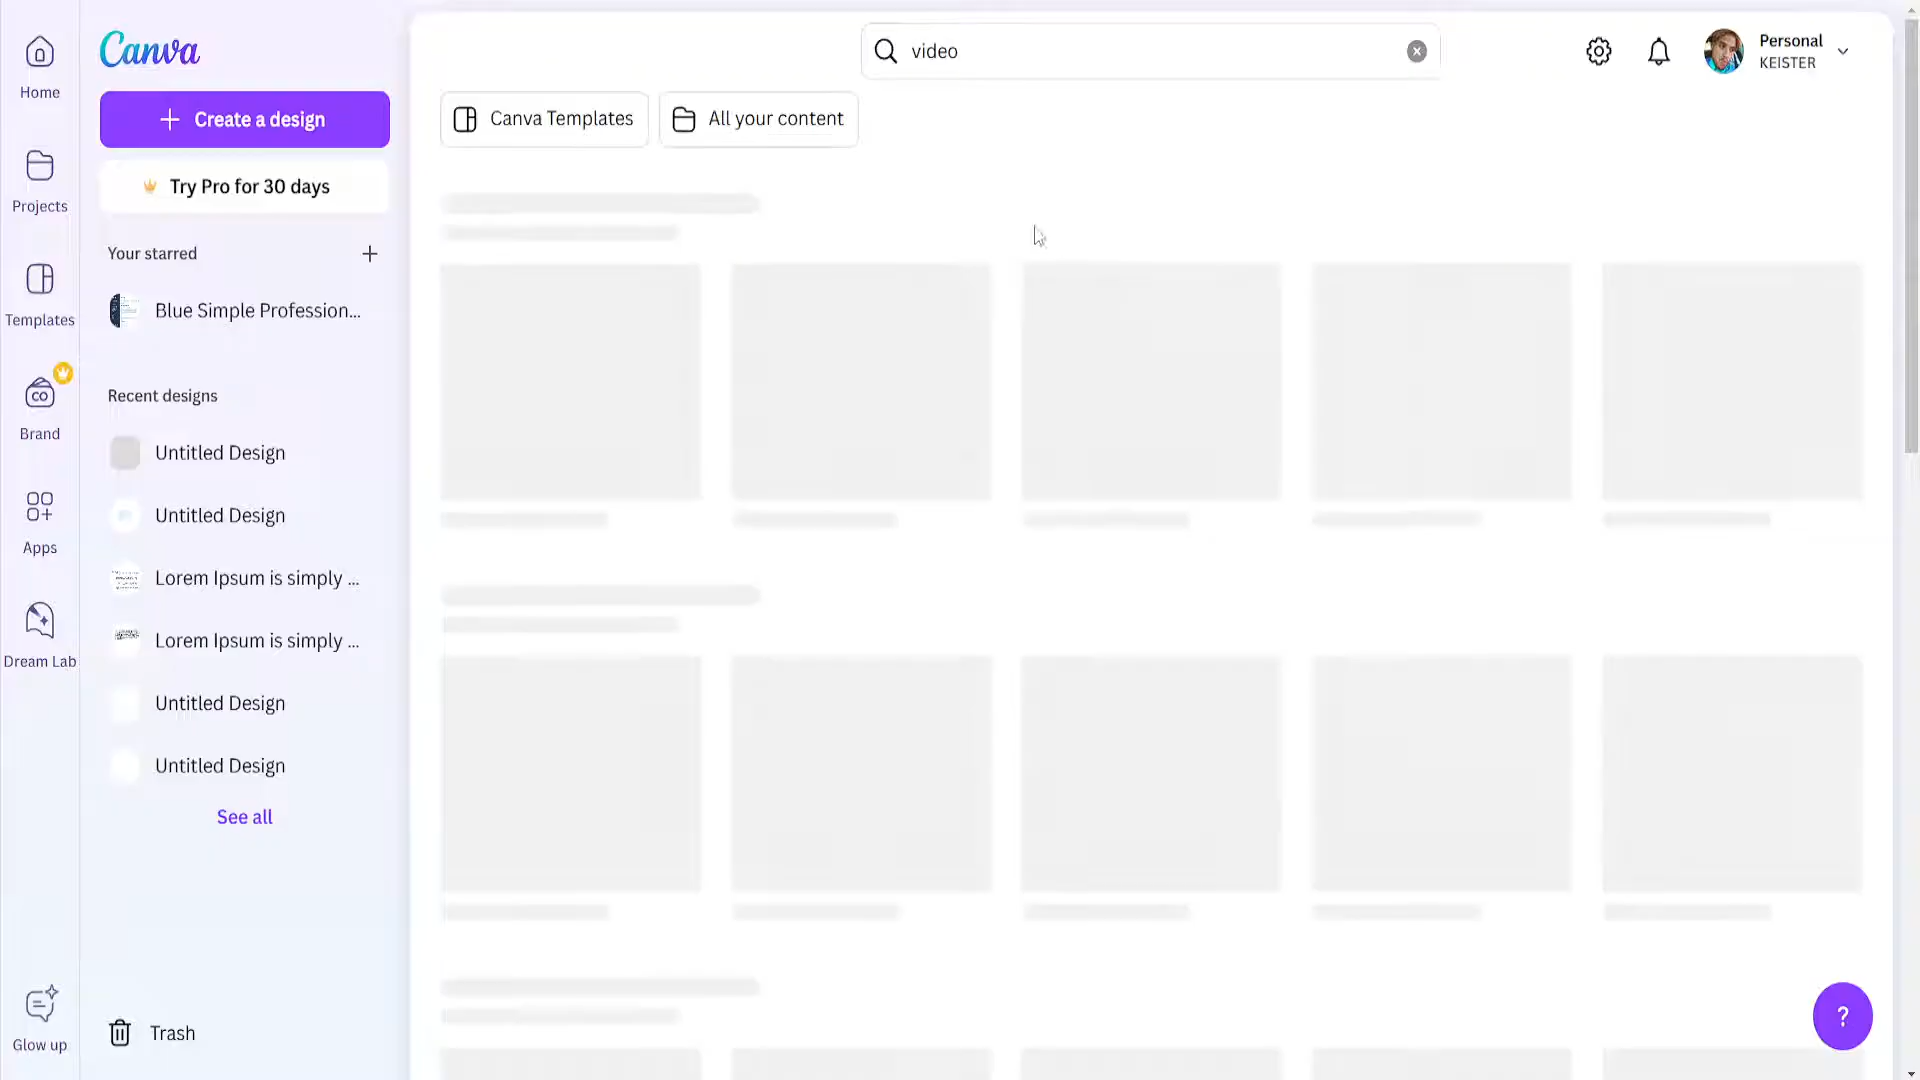 Home
Projects
Templates
Brand
Apps
Dream Lab
Glow up
Canva
Create a design
Try Pro for 30 days
Your starred
Blue Simple Profession...
Recent designs
Untitled Design
Untitled Design
Lorem Ipsum is simply ...
Lorem Ipsum is simply ...
Untitled Design
Untitled Design
See all
Trash
video
Personal
KEISTER
Canva Templates
All your content
?